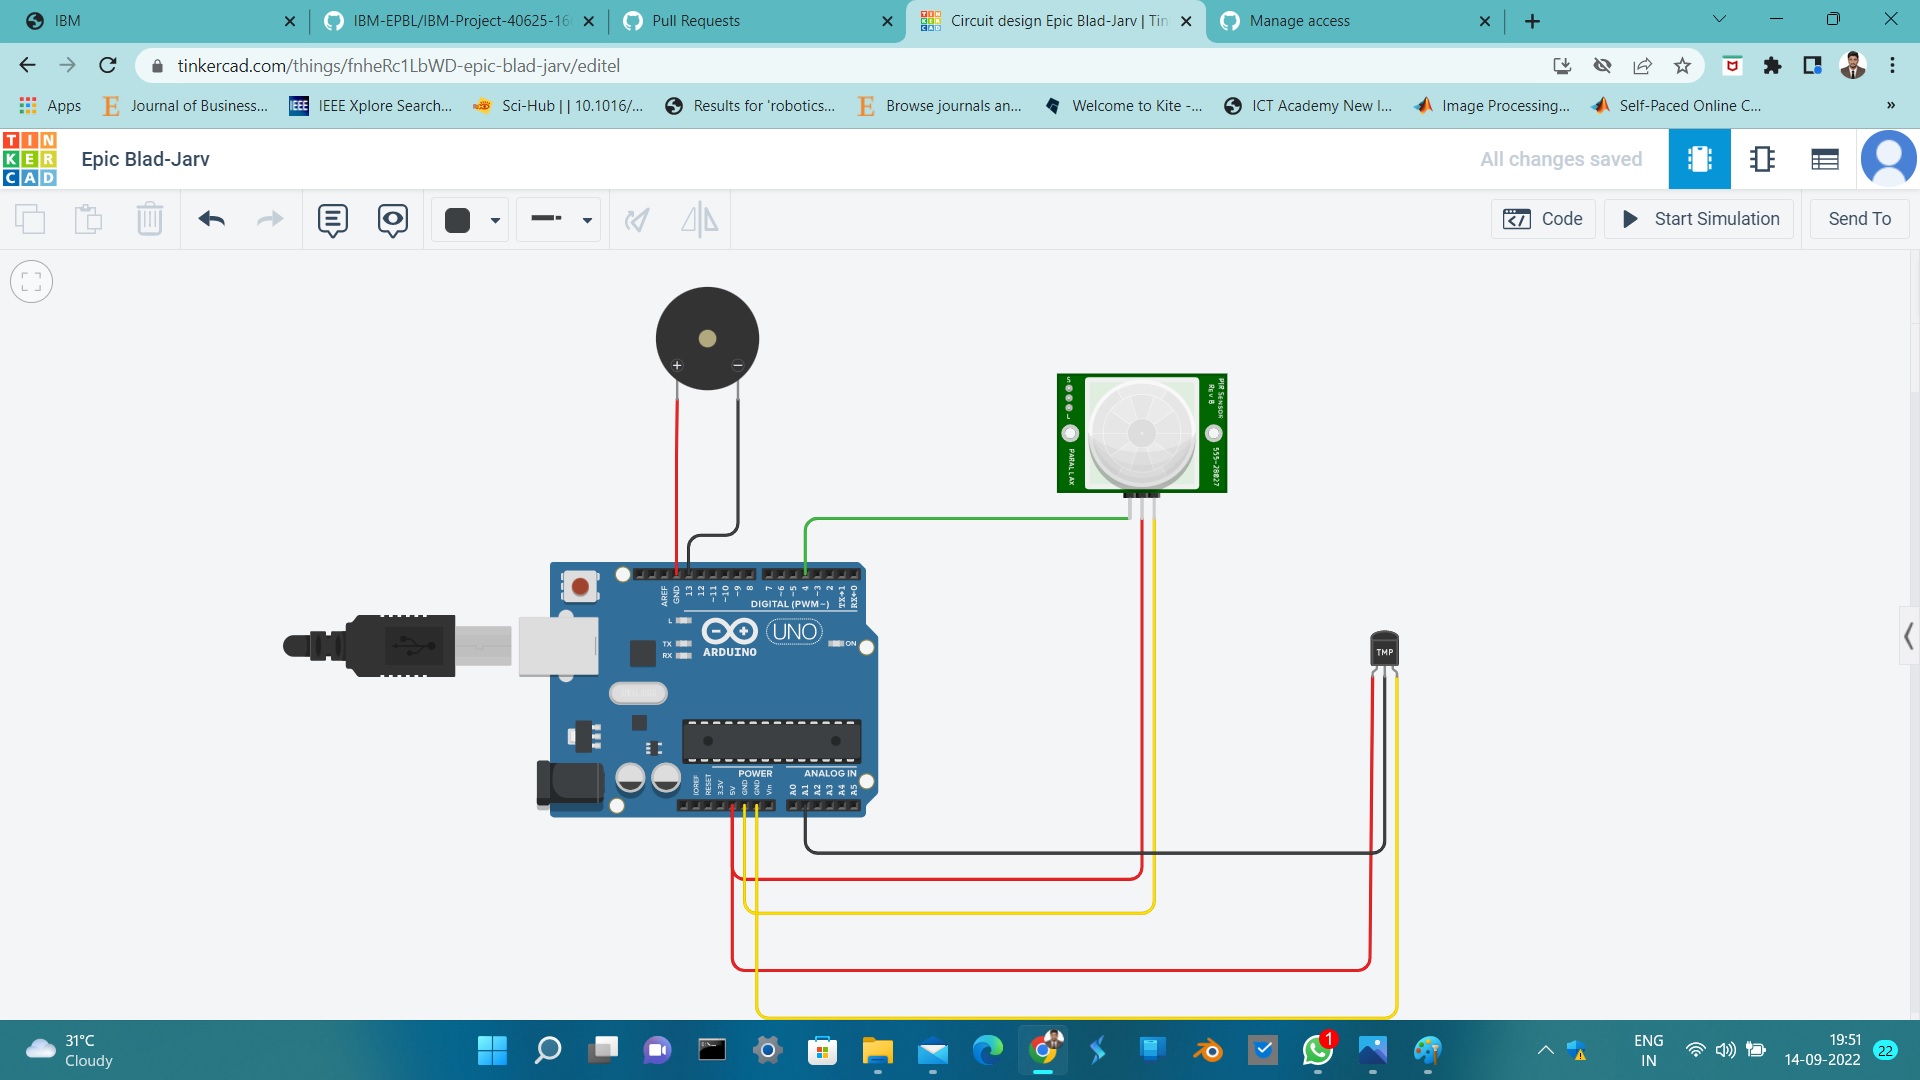 IBM
IBM-EPBL/IBM-Project-40625-16
Pull Requests
Circuit design Epic Blad-Jarv | Tin
Manage access
tinkercad.com/things/fnheRc1LbWD-epic-blad-jarv/editel
Apps
Journal of Business...
IEEE Xplore Search...
Sci-Hub | | 10.1016/...
Results for 'robotics...
Browse journals an...
Welcome to Kite -...
ICT Academy New I...
Image Processing,...
Self-Paced Online C...
»
TIN
KER
CAD
Epic Blad-Jarv
All changes saved
Code
Start Simulation
Send To
+
−
S
L
PIR SENSOR
REV B
PARALLAX
555-28027
AREF
GND
13
12
~11
~10
~9
8
7
~6
~5
4
~3
2
TX→1
RX←0
DIGITAL (PWM~)
L
TX
RX
ARDUINO
UNO
ON
TMP
POWER
ANALOG IN
IOREF
RESET
3.3V
5V
GND
GND
Vin
A0
A1
A2
A3
A4
A5
31°C
Cloudy
1
ENG
IN
19:51
14-09-2022
22